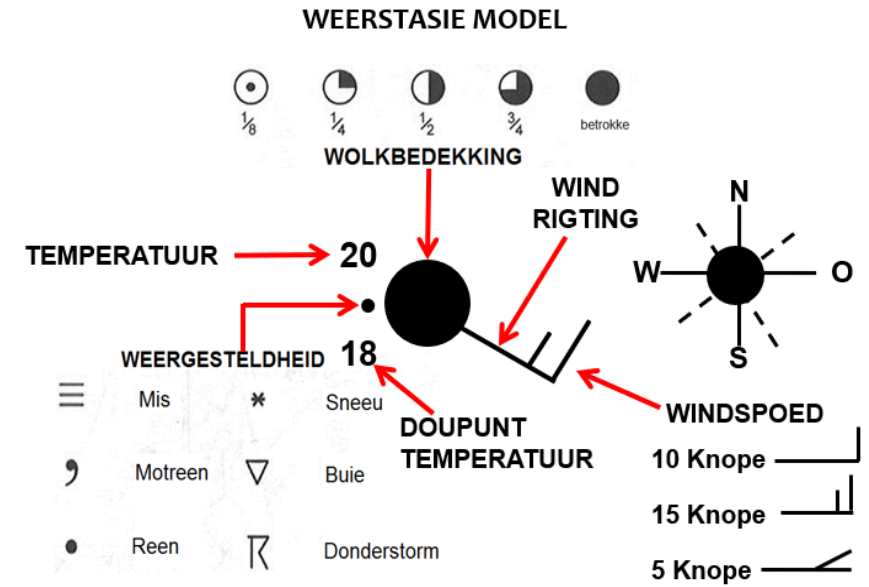 WEERSTASIE MODEL
⅛ ¼ ½ ¾ betrokke
WOLKBEDEKKING
WIND
RIGTING
TEMPERATUUR
20
18
N
W
O
S
WEERGESTELDHEID
Mis
Sneeu
Motreen
Buie
Reen
Donderstorm
DOUPUNT
TEMPERATUUR
WINDSPOED
10 Knope
15 Knope
5 Knope